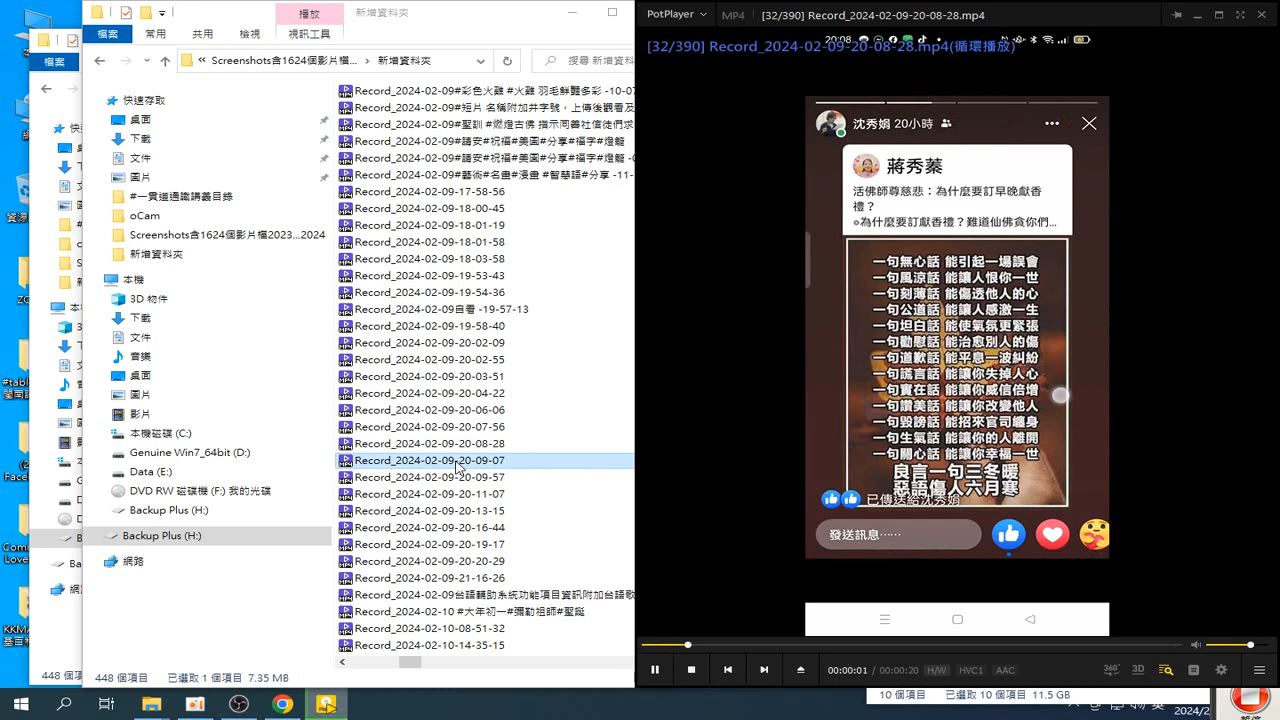 播放
新增資料夾
檔案
常用
共用
檢視
視訊工具
檔案
« Screenshots含1624個影片檔... › 新增資料夾
搜尋 新增資料
快速存取
桌面
下載
文件
圖片
#一貫道通識講義目錄
oCam
Screenshots含1624個影片檔2023...2024
新增資料夾
本機
3D 物件
下載
文件
音樂
桌面
圖片
影片
本機磁碟 (C:)
Genuine Win7_64bit (D:)
Data (E:)
DVD RW 磁碟機 (F:) 我的光碟
Backup Plus (H:)
Backup Plus (H:)
網路
Record_2024-02-09#彩色火雞 #火雞 羽毛鮮豔多彩 -10-07
Record_2024-02-09#短片 名稱附加井字號，上傳後觀看及
Record_2024-02-09#聖訓 #燃燈古佛 指示同善社信徒們求
Record_2024-02-09#請安#祝福#美圖#分享#福字#燈籠
Record_2024-02-09#請安#祝福#美圖#分享#福字#燈籠 -0
Record_2024-02-09#藝術#名畫#漫畫 #智慧語#分享 -11-
Record_2024-02-09-17-58-56
Record_2024-02-09-18-00-45
Record_2024-02-09-18-01-19
Record_2024-02-09-18-01-58
Record_2024-02-09-18-03-58
Record_2024-02-09-19-53-43
Record_2024-02-09-19-54-36
Record_2024-02-09自看 -19-57-13
Record_2024-02-09-19-58-40
Record_2024-02-09-20-02-09
Record_2024-02-09-20-02-55
Record_2024-02-09-20-03-51
Record_2024-02-09-20-04-22
Record_2024-02-09-20-06-06
Record_2024-02-09-20-07-56
Record_2024-02-09-20-08-28
Record_2024-02-09-20-09-07
Record_2024-02-09-20-09-57
Record_2024-02-09-20-11-07
Record_2024-02-09-20-13-15
Record_2024-02-09-20-16-44
Record_2024-02-09-20-19-17
Record_2024-02-09-20-20-29
Record_2024-02-09-21-16-26
Record_2024-02-09台語輔助系統功能項目資訊附加台語歌
Record_2024-02-10 #大年初一#彌勒祖師#聖誕
Record_2024-02-10-08-51-32
Record_2024-02-10-14-35-15
448 個項目
448 個項目
已選取 1 個項目 7.35 MB
PotPlayer
MP4
[32/390] Record_2024-02-09-20-08-28.mp4
20:08
[32/390] Record_2024-02-09-20-08-28.mp4(循環播放)
沈秀娟 20小時
蔣秀蓁
活佛師尊慈悲：為什麼要訂早晚獻香
禮？
◦為什麼要訂獻香禮？難道仙佛貪你們...
一句無心話 能引起一場誤會
一句風涼話 能讓人恨你一世
一句刻薄話 能傷透他人的心
一句公道話 能讓人感激一生
一句坦白話 能使氣氛更緊張
一句勸慰話 能治愈別人的傷
一句道歉話 能平息一波糾紛
一句謊言話 能讓你失掉人心
一句實在話 能讓你威信倍增
一句讚美話 能讓你改變他人
一句毀謗話 能招來官司纏身
一句生氣話 能讓你的人離開
一句關心話 能讓你幸福一世
良言一句三冬暖
惡語傷人六月寒
已傳送給沈秀娟
發送訊息⋯⋯
00:00:01 / 00:00:20
H/W
HVC1
AAC
360°
3D
10 個項目
已選取 10 個項目 11.5 GB
2024/2